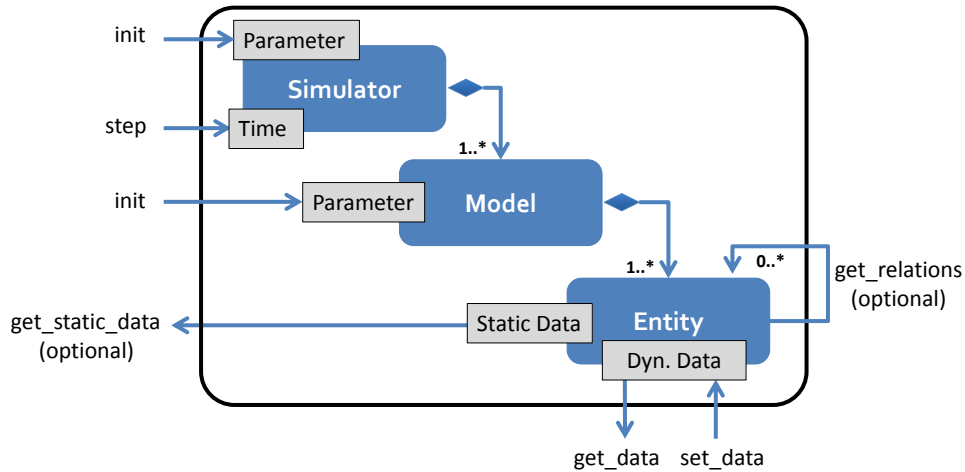 init
Parameter
Simulator
step
Time
1..*
init
Parameter
Model
1..*
0..*
get_relations
(optional)
get_static_data
(optional)
Static Data
Entity
Dyn. Data
get_data
set_data